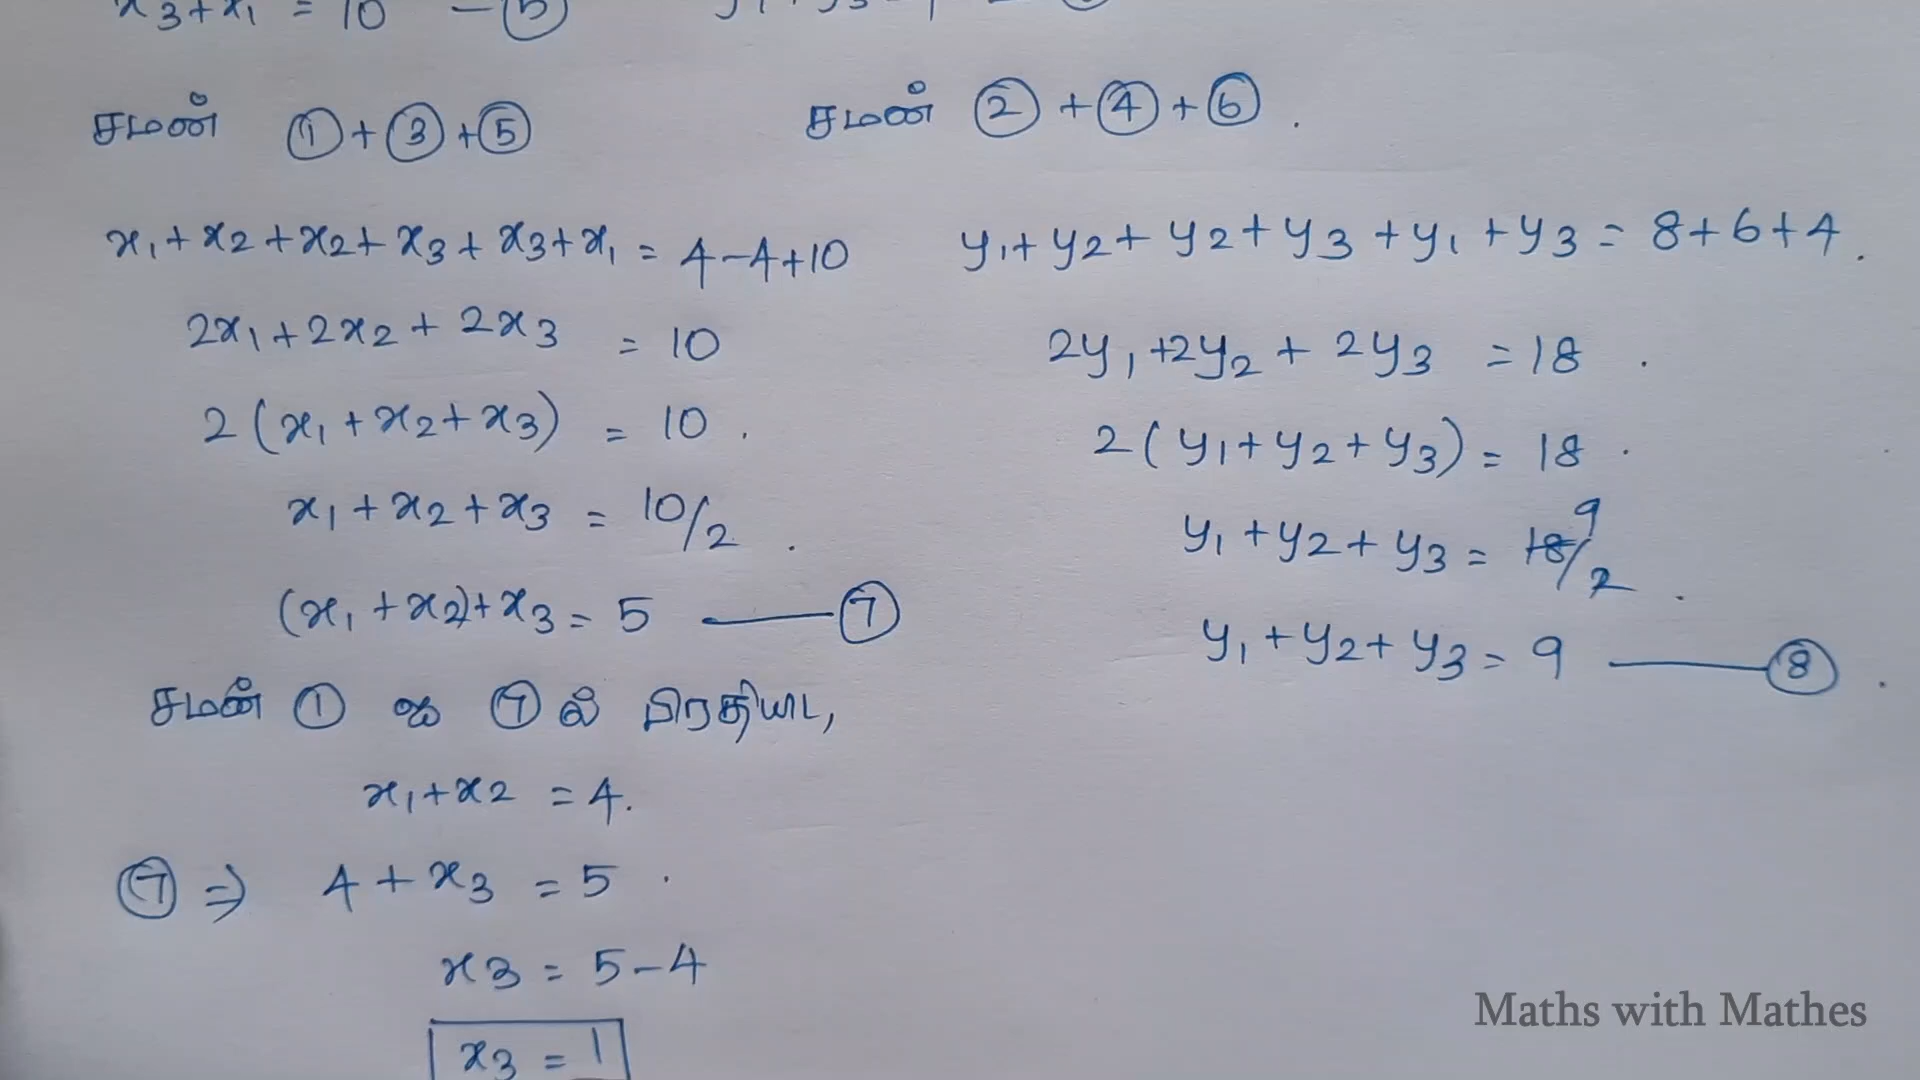 x3+x1 = 10 — ⑤
சமன் ①+③+⑤
x1+x2+x2+x3+x3+x1 = 4-4+10
2x1+2x2+2x3 = 10
2(x1+x2+x3) = 10.
x1+x2+x3 = 10/2.
(x1+x2)+x3 = 5 —— ⑦
சமன் ① ஐ ⑦ ல் பிரதியிட,
x1+x2 = 4.
⑦ ⇒ 4+x3 = 5.
x3 = 5-4
x3 = 1
சமன் ②+④+⑥.
y1+y2+y2+y3+y1+y3 = 8+6+4.
2y1+2y2+2y3 = 18.
2(y1+y2+y3) = 18.
9
y1+y2+y3 = 18/2.
y1+y2+y3 = 9 —— ⑧.
Maths with Mathes